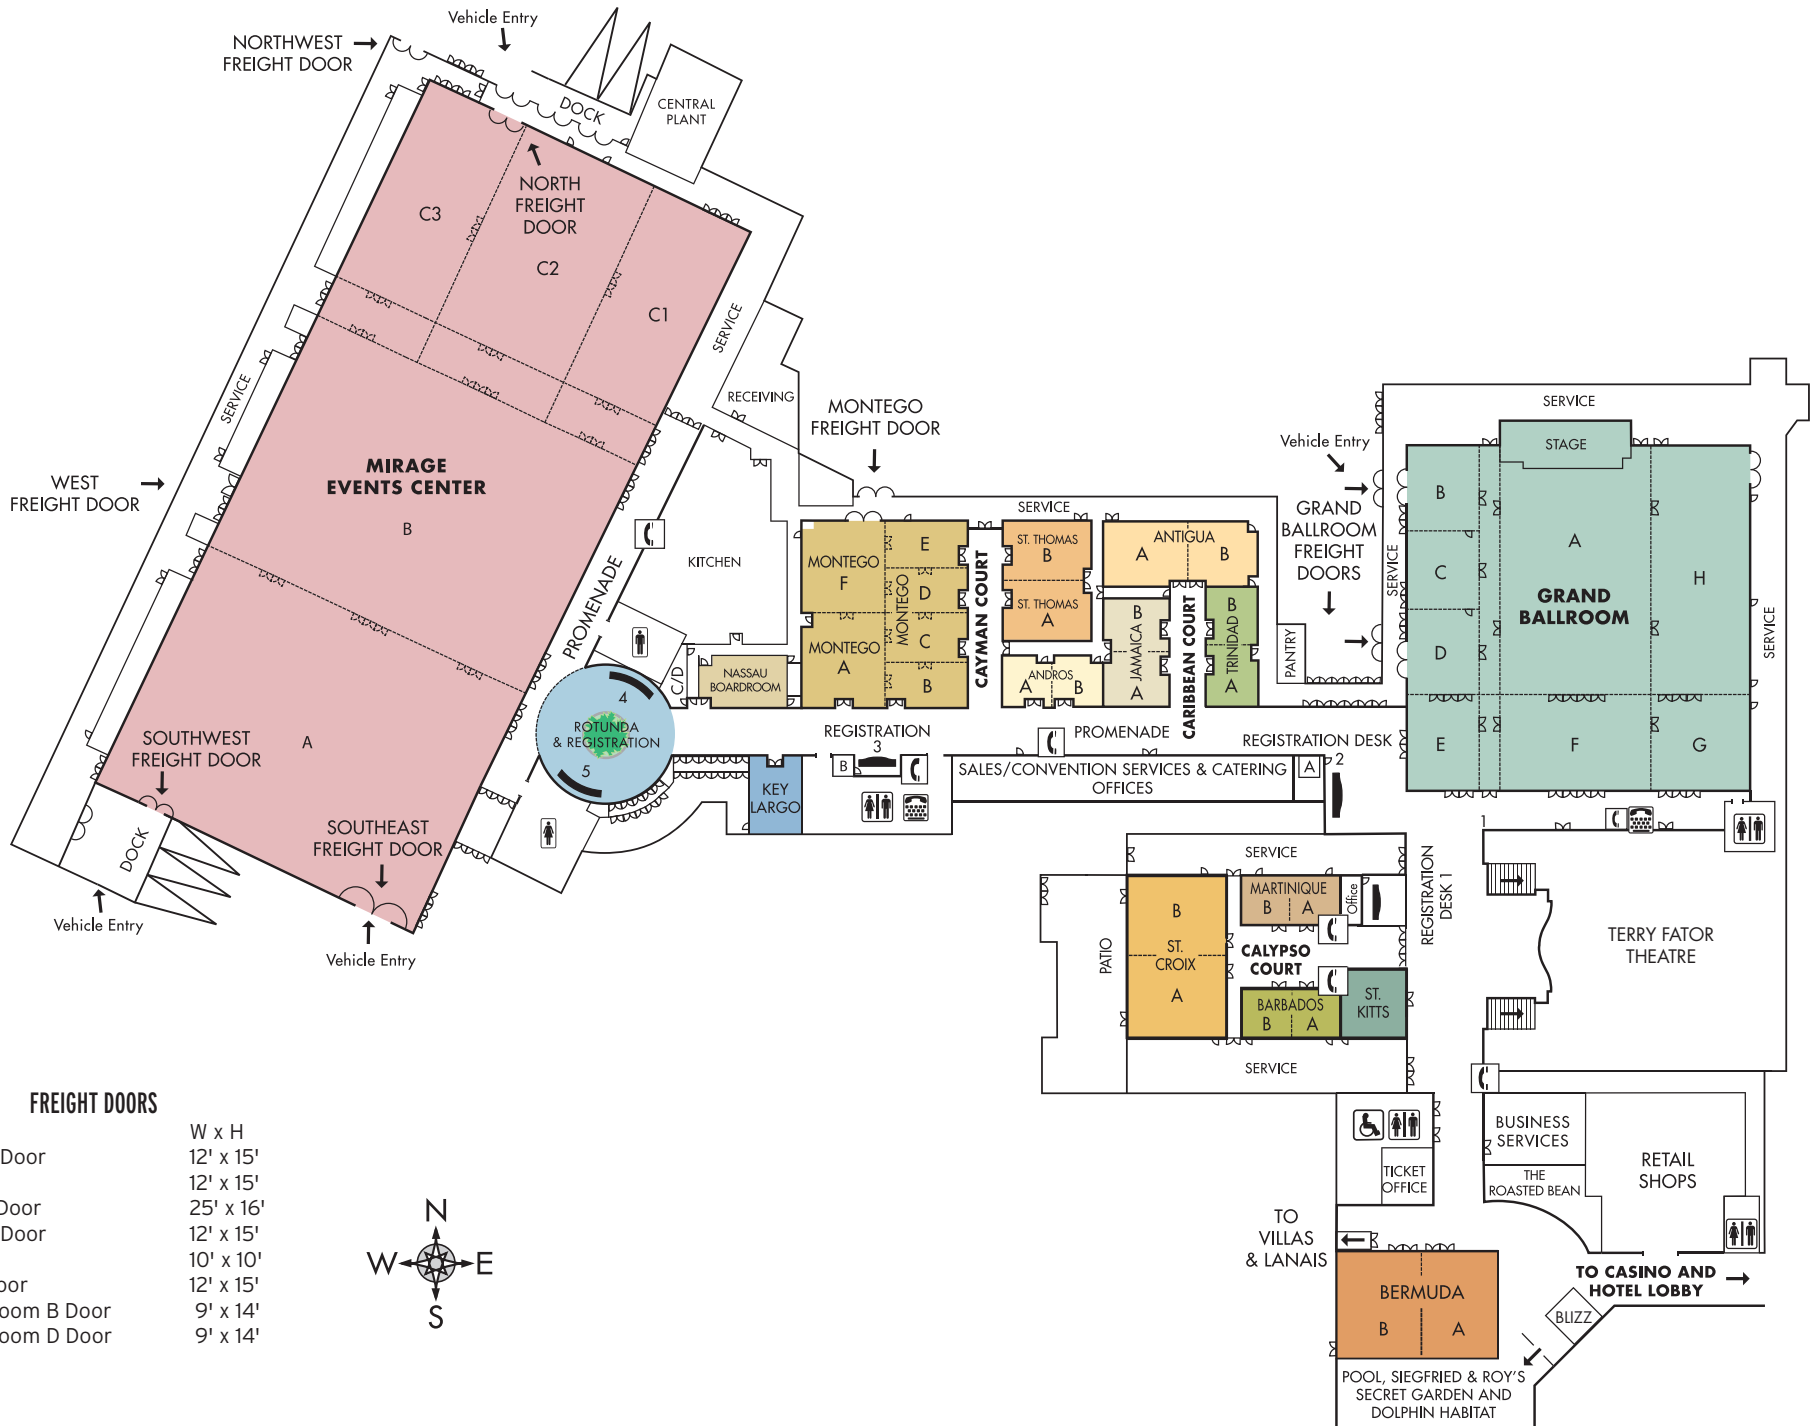 Vehicle Entry
NORTHWEST
FREIGHT DOOR
DOCK
CENTRAL
PLANT
NORTH
FREIGHT
DOOR
C3
C2
C1
SERVICE
RECEIVING
SERVICE
MIRAGE
EVENTS CENTER
B
WEST
FREIGHT DOOR
A
SOUTHWEST
FREIGHT DOOR
SOUTHEAST
FREIGHT DOOR
DOCK
Vehicle Entry
Vehicle Entry
PROMENADE
KITCHEN
C/D
NASSAU
BOARDROOM
4
ROTUNDA
& REGISTRATION
5
MONTEGO
FREIGHT DOOR
SERVICE
MONTEGO
F
MONTEGO
A
MONTEGO
E
D
C
B
CAYMAN COURT
ST. THOMAS
B
ST. THOMAS
A
ANDROS
A
B
ANTIGUA
A
B
JAMAICA
B
A
CARIBBEAN COURT
TRINIDAD
B
A
PANTRY
REGISTRATION
3
PROMENADE
REGISTRATION DESK
2
B
KEY
LARGO
SALES/CONVENTION SERVICES & CATERING
OFFICES
A
Vehicle Entry
GRAND
BALLROOM
FREIGHT
DOORS
SERVICE
SERVICE
SERVICE
STAGE
B
C
D
E
A
GRAND
BALLROOM
H
F
G
1
REGISTRATION
DESK 1
SERVICE
MARTINIQUE
B
A
Office
PATIO
B
ST.
CROIX
A
CALYPSO
COURT
BARBADOS
B
A
ST.
KITTS
SERVICE
TERRY FATOR
THEATRE
TICKET
OFFICE
BUSINESS
SERVICES
THE
ROASTED BEAN
RETAIL
SHOPS
TO
VILLAS
& LANAIS
BERMUDA
B
A
TO CASINO AND
HOTEL LOBBY
BLIZZ
POOL, SIEGFRIED & ROY'S
SECRET GARDEN AND
DOLPHIN HABITAT
FREIGHT DOORS
W x H
Door 12' x 15'
12' x 15'
Door 25' x 16'
Door 12' x 15'
10' x 10'
oor 12' x 15'
oom B Door 9' x 14'
oom D Door 9' x 14'
N
W
E
S